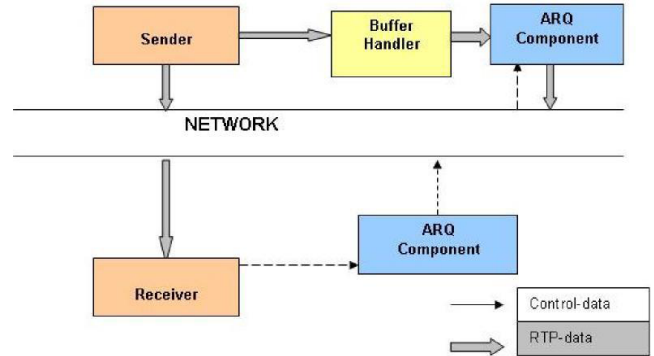 Sender
Buffer
Handler
ARQ
Component
NETWORK
ARQ
Component
Receiver
Control-data
RTP-data